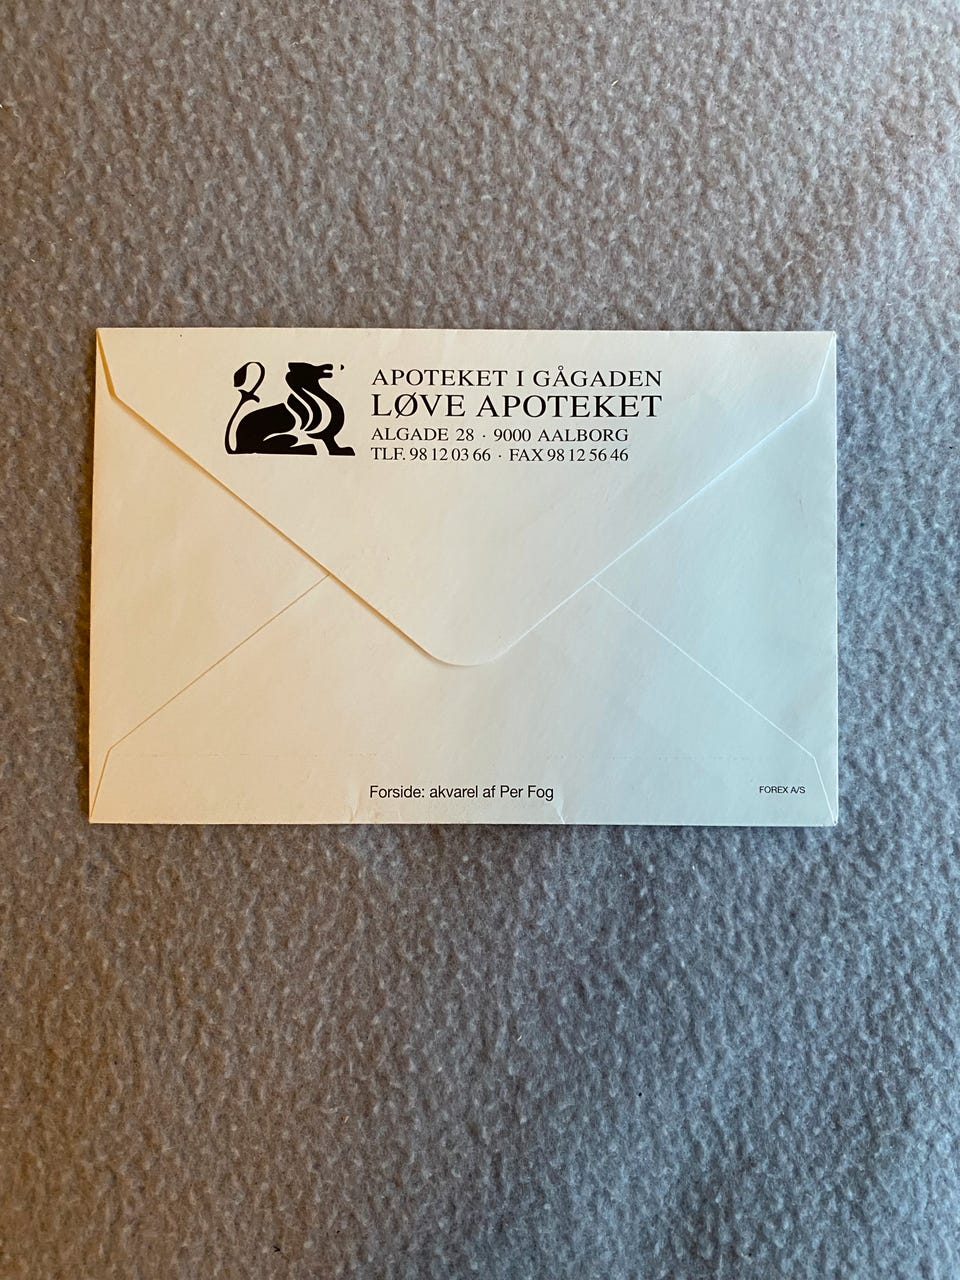 APOTEKET I GÅGADEN
LØVE APOTEKET
ALGADE 28 · 9000 AALBORG
TLF. 98 12 03 66 · FAX 98 12 56 46
Forside: akvarel af Per Fog
FOREX A/S